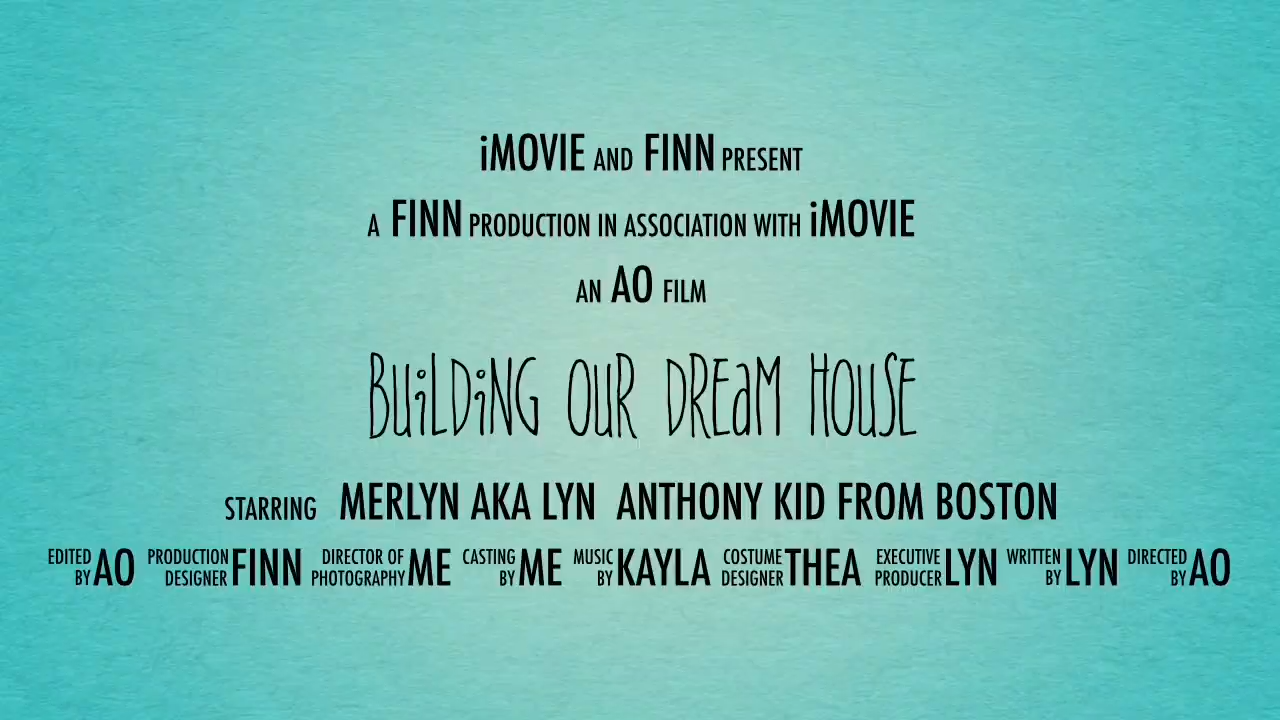 iMOVIE AND FINN PRESENT
A FINN PRODUCTION IN ASSOCIATION WITH iMOVIE
AN AO FILM
BUiLDiNG OUR DREaM HOUSE
STARRING MERLYN AKA LYN ANTHONY KID FROM BOSTON
EDITED BY AO PRODUCTION DESIGNER FINN DIRECTOR OF PHOTOGRAPHY ME CASTING BY ME MUSIC BY KAYLA COSTUME DESIGNER THEA EXECUTIVE PRODUCER LYN WRITTEN BY LYN DIRECTED BY AO